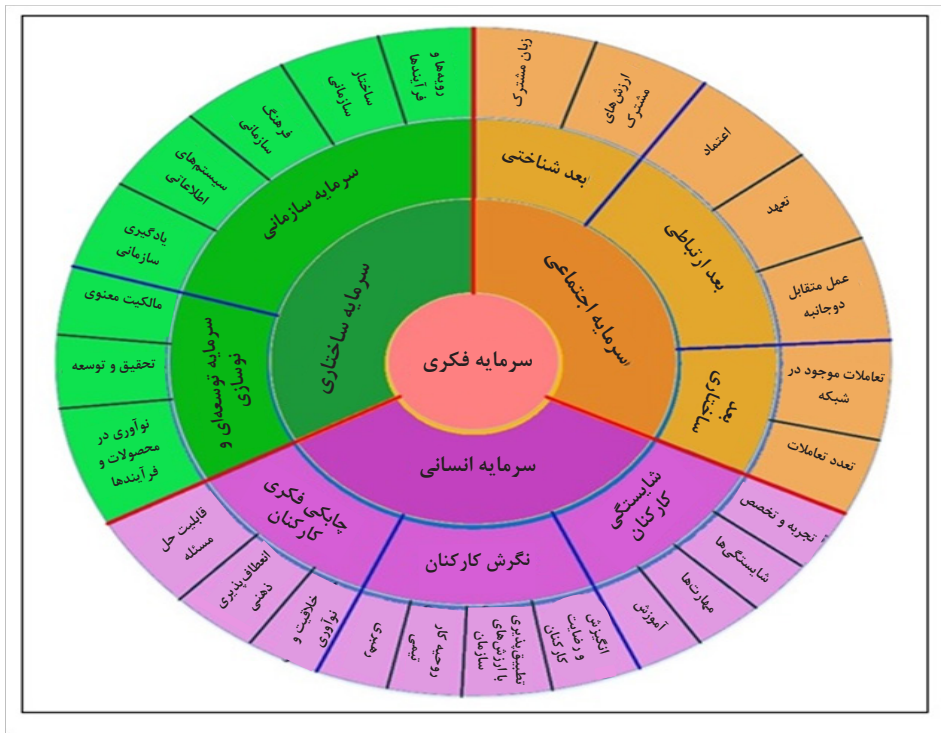 سرمایه فکری
سرمایه اجتماعی
بعد شناختی
زبان مشترک
ارزش‌های
مشترک
بعد ارتباطی
اعتماد
تعهد
عمل متقابل
دوجانبه
بعد
ساختاری
تعاملات موجود در
شبکه
تعدد تعاملات
سرمایه انسانی
شایستگی
کارکنان
تجربه و تخصص
شایستگی‌ها
مهارت‌ها
آموزش
نگرش کارکنان
انگیزش
و رضایت
کارکنان
تطبیق‌پذیری
با ارزش‌های
سازمان
روحیه کار
تیمی
رهبری
چابکی فکری
کارکنان
خلاقیت و
نوآوری
انعطاف‌پذیری
ذهنی
قابلیت حل
مسئله
سرمایه ساختاری
سرمایه توسعه‌ای و
نوسازی
نوآوری در
محصولات و
فرآیندها
تحقیق و توسعه
مالکیت معنوی
سرمایه سازمانی
یادگیری
سازمانی
سیستم‌های
اطلاعاتی
فرهنگ
سازمانی
ساختار
سازمانی
رویه‌ها و
فرآیندها